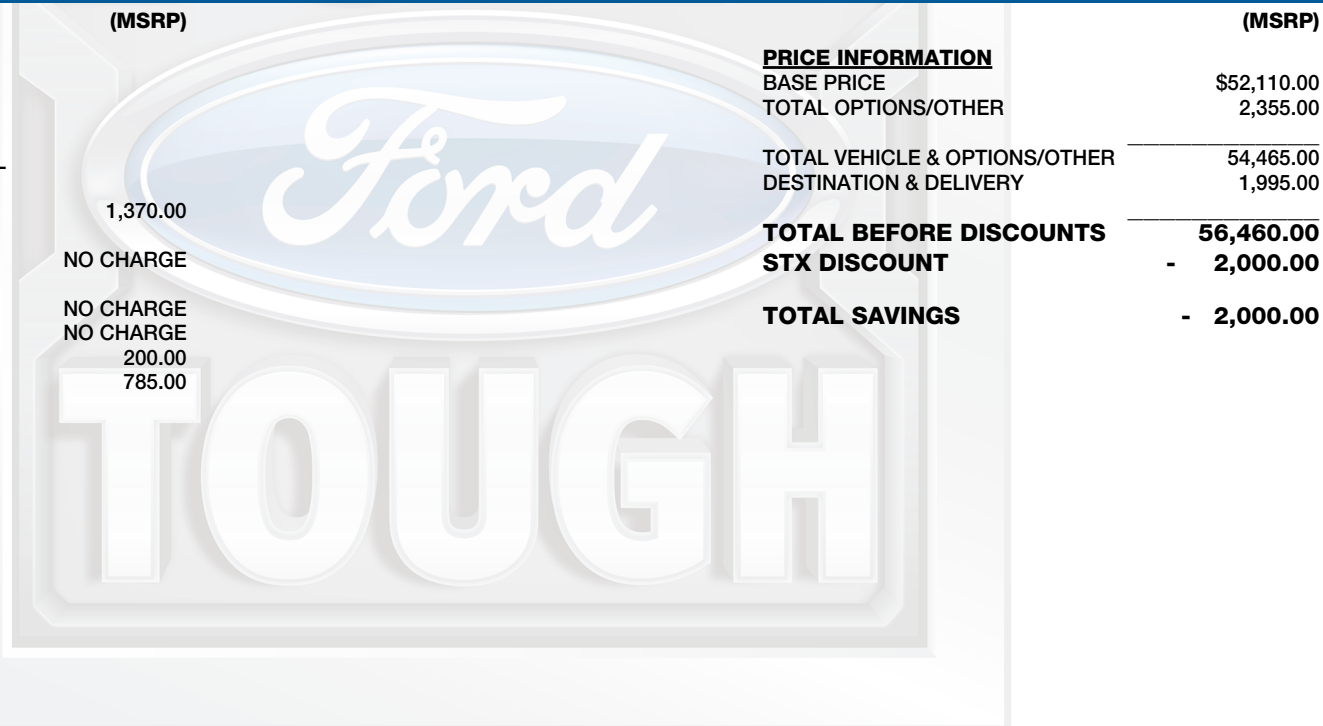 (MSRP)
1,370.00
NO CHARGE
NO CHARGE
NO CHARGE
200.00
785.00
(MSRP)
PRICE INFORMATION
BASE PRICE $52,110.00
TOTAL OPTIONS/OTHER 2,355.00
TOTAL VEHICLE & OPTIONS/OTHER 54,465.00
DESTINATION & DELIVERY 1,995.00
TOTAL BEFORE DISCOUNTS 56,460.00
STX DISCOUNT - 2,000.00
TOTAL SAVINGS - 2,000.00
Ford
TOUGH